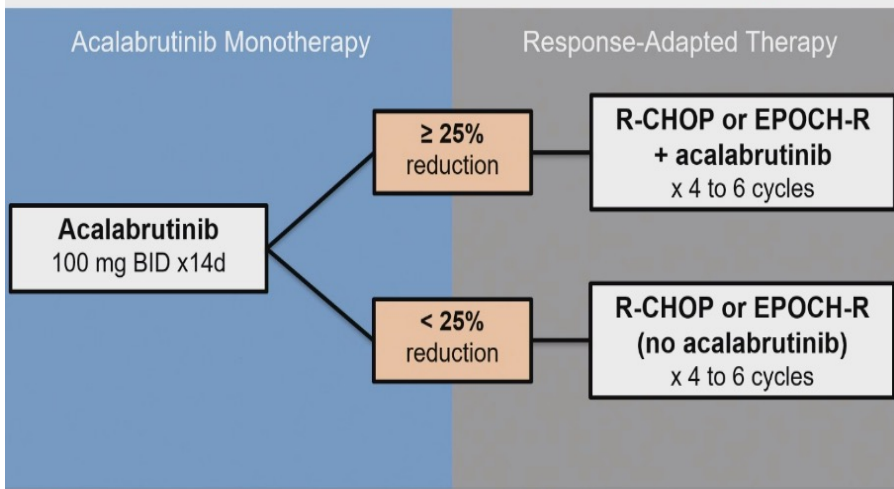 Acalabrutinib Monotherapy
Response-Adapted Therapy
Acalabrutinib
100 mg BID x14d
≥ 25%
reduction
R-CHOP or EPOCH-R
+ acalabrutinib
x 4 to 6 cycles
< 25%
reduction
R-CHOP or EPOCH-R
(no acalabrutinib)
x 4 to 6 cycles